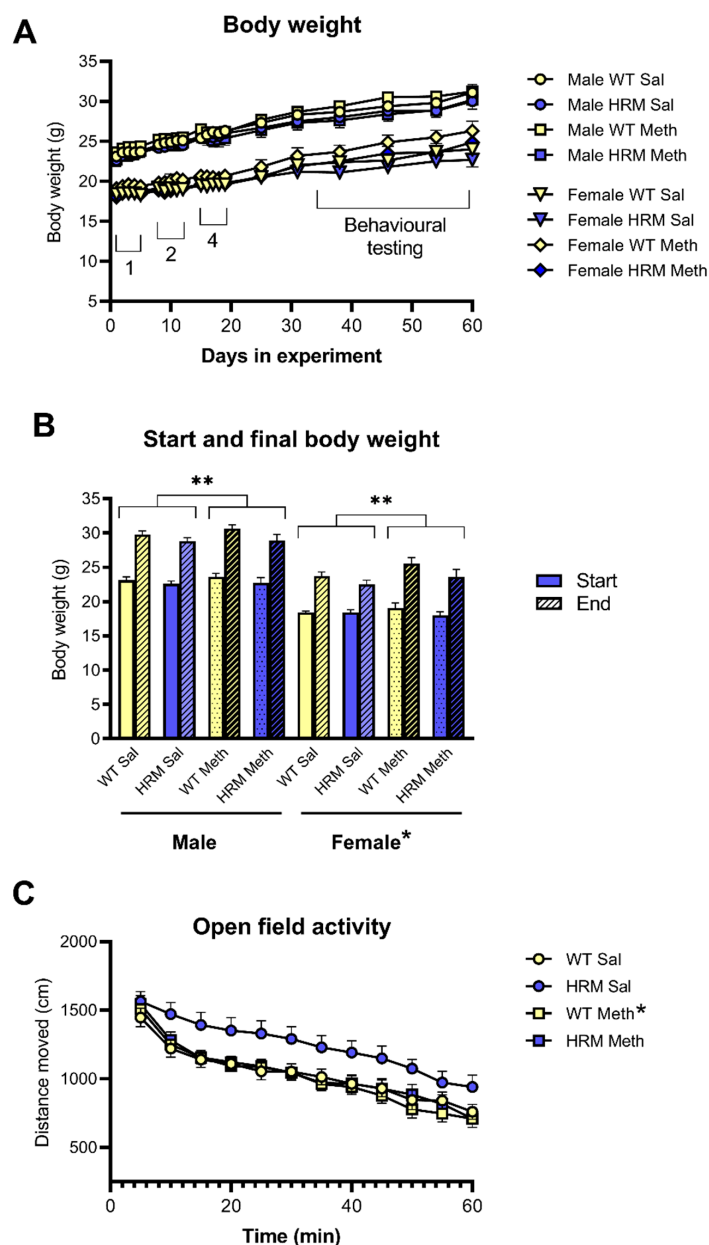 A
Body weight
Body weight (g)
35
30
25
20
15
10
5
1
2
4
Behavioural
testing
0
10
20
30
40
50
60
Days in experiment
Male WT Sal
Male HRM Sal
Male WT Meth
Male HRM Meth
Female WT Sal
Female HRM Sal
Female WT Meth
Female HRM Meth
B
Start and final body weight
Body weight (g)
35
30
25
20
15
10
5
0
**
**
WT Sal
HRM Sal
WT Meth
HRM Meth
WT Sal
HRM Sal
WT Meth
HRM Meth
Male
Female*
Start
End
C
Open field activity
Distance moved (cm)
2000
1500
1000
500
0
20
40
60
Time (min)
WT Sal
HRM Sal
WT Meth*
HRM Meth